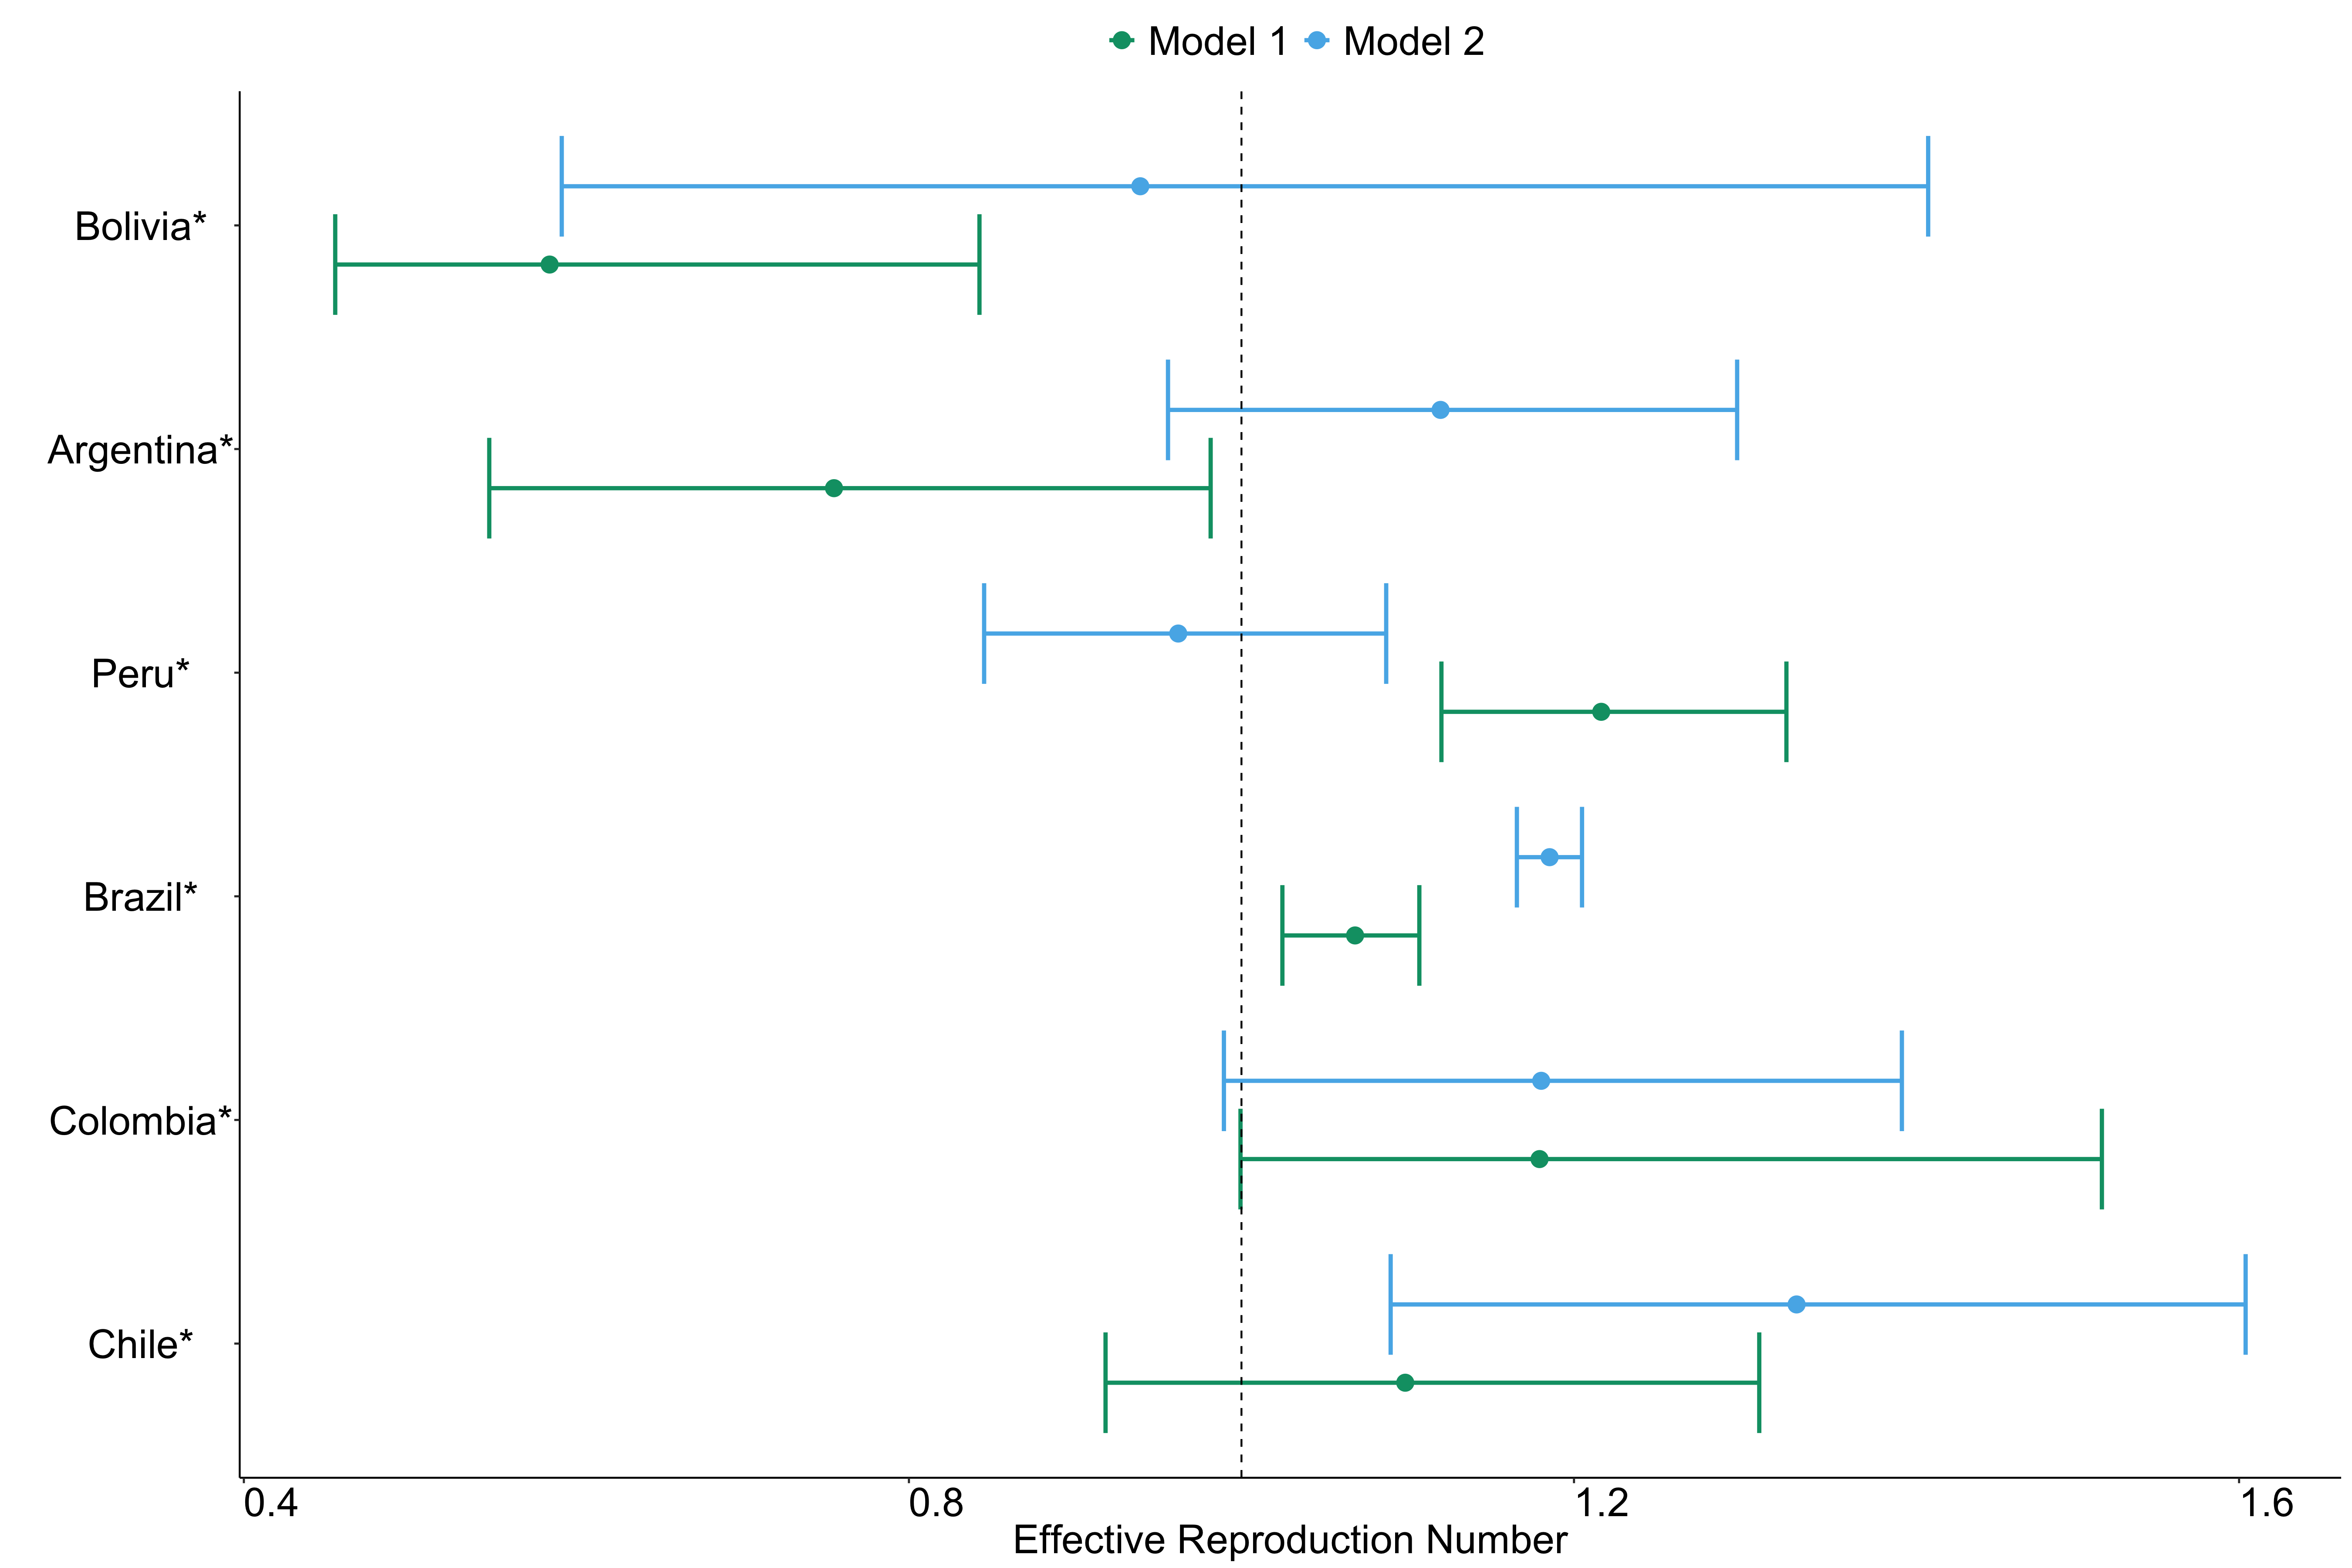 Model 1 Model 2
Bolivia*
Argentina*
Peru*
Brazil*
Colombia*
Chile*
0.4 0.8 1.2 1.6
Effective Reproduction Number